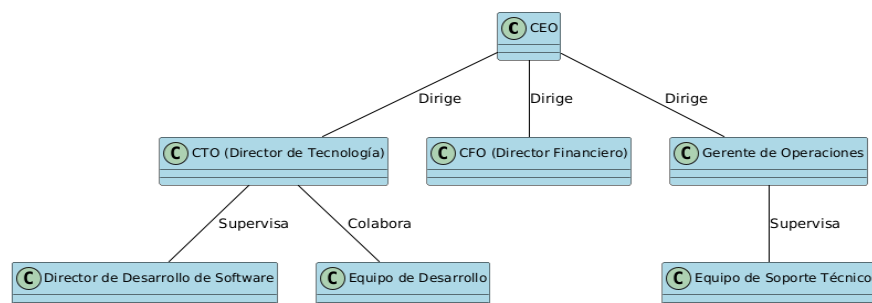 C CEO
Dirige
Dirige
Dirige
C CTO (Director de Tecnología)
C CFO (Director Financiero)
C Gerente de Operaciones
Supervisa
Colabora
Supervisa
C Director de Desarrollo de Software
C Equipo de Desarrollo
C Equipo de Soporte Técnico